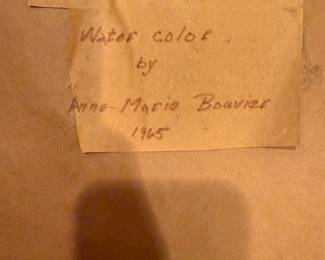 Water color
by
Anne-Marie Bouvier
1965